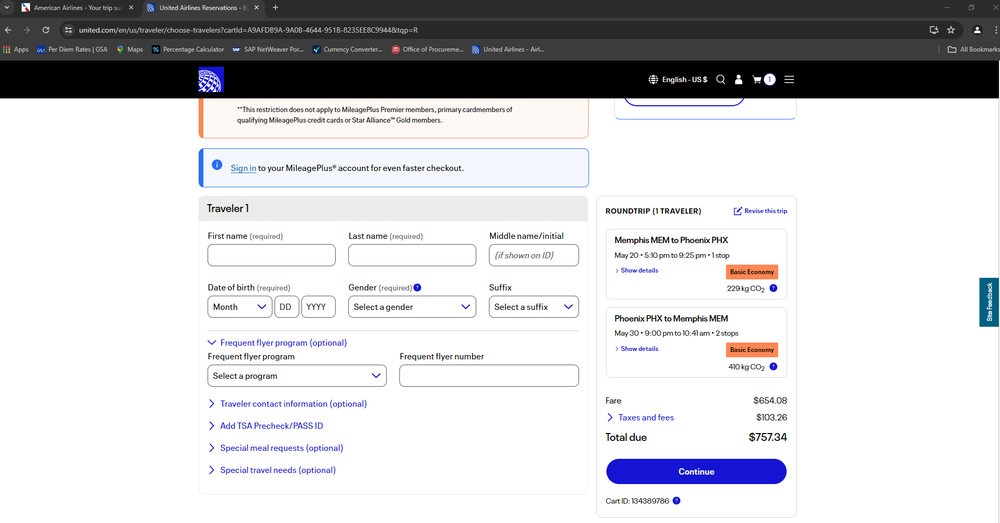 American Airlines - Your trip su
United Airlines Reservations - B
united.com/en/us/traveler/choose-travelers?cartId=A9AFDB9A-9A0B-4644-951B-8235EE8C9944&tqp=R
Apps
GSA Per Diem Rates | GSA
Maps
% Percentage Calculator
SAP SAP NetWeaver Por...
Currency Converter...
Office of Procureme...
United Airlines - Airl...
All Bookmarks
English - US $
1
**This restriction does not apply to MileagePlus Premier members, primary cardmembers of
qualifying MileagePlus credit cards or Star Alliance™ Gold members.
Sign in to your MileagePlus® account for even faster checkout.
Traveler 1
First name (required)
Last name (required)
Middle name/initial
(if shown on ID)
Date of birth (required)
Gender (required) ?
Suffix
Month
DD
YYYY
Select a gender
Select a suffix
Frequent flyer program (optional)
Frequent flyer program
Frequent flyer number
Select a program
Traveler contact information (optional)
Add TSA Precheck/PASS ID
Special meal requests (optional)
Special travel needs (optional)
ROUNDTRIP (1 TRAVELER)
Revise this trip
Memphis MEM to Phoenix PHX
May 20 • 5:10 pm to 9:25 pm • 1 stop
Show details
Basic Economy
229 kg CO2 ?
Phoenix PHX to Memphis MEM
May 30 • 9:00 pm to 10:41 am • 2 stops
Show details
Basic Economy
410 kg CO2 ?
Fare $654.08
Taxes and fees $103.26
Total due $757.34
Continue
Cart ID: 134389786 ?
Site Feedback